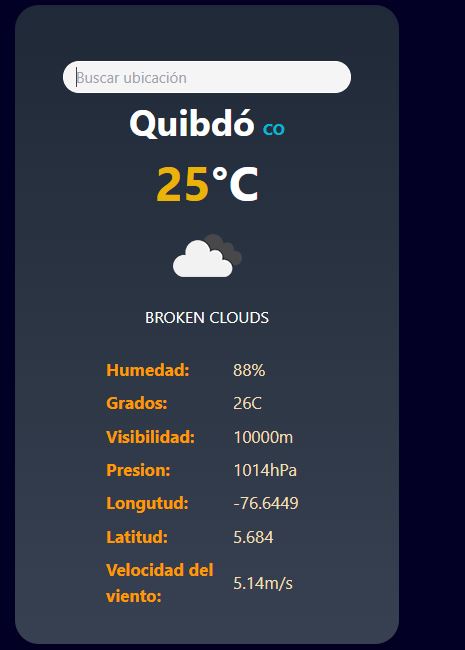 Buscar ubicación
Quibdó CO
25°C
BROKEN CLOUDS
Humedad: 88%
Grados: 26C
Visibilidad: 10000m
Presion: 1014hPa
Longutud: -76.6449
Latitud: 5.684
Velocidad del
viento: 5.14m/s